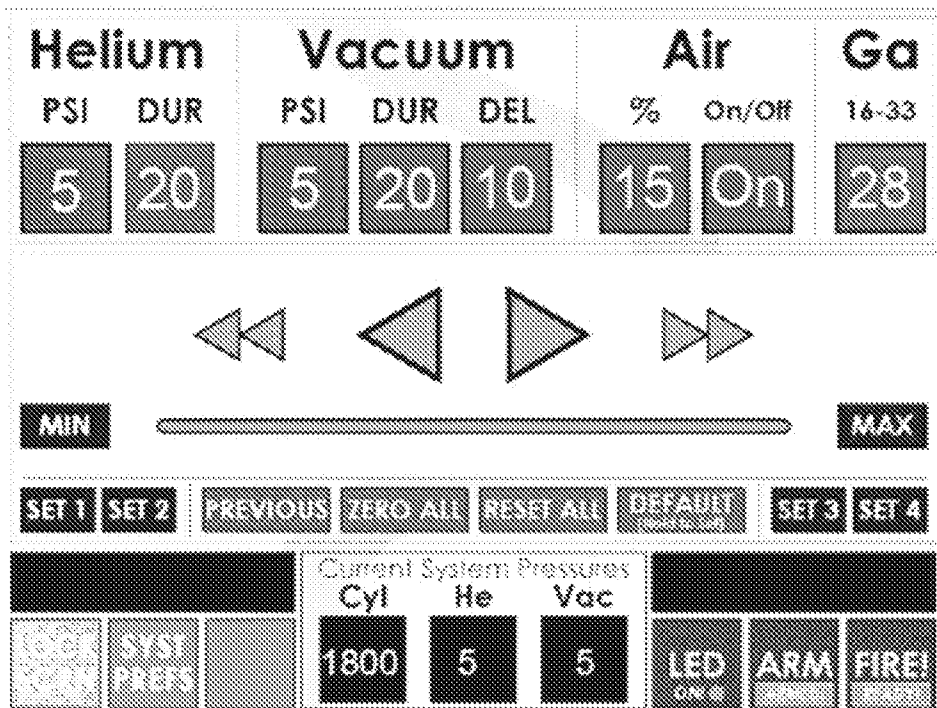 Helium Vacuum Air Ga
PSI DUR PSI DUR DEL % On/Off 16-33
5 20 5 20 10 15 On 28
MIN MAX
SET 1 SET 2 PREVIOUS ZERO ALL RESET ALL DEFAULT SET 3 SET 4
Current System Pressures
Cyl He Vac
1800 5 5
LOCK SYST LED ARM FIRE!
PREFS